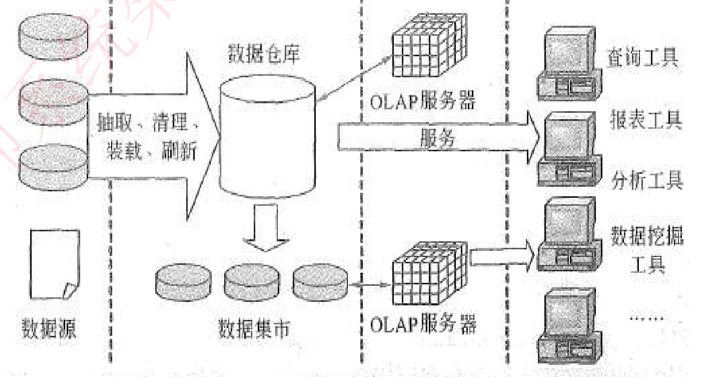 数据仓库
抽取、清理、
装载、刷新
数据源
数据集市
OLAP服务器
服务
OLAP服务器
查询工具
报表工具
分析工具
数据挖掘
工具
……